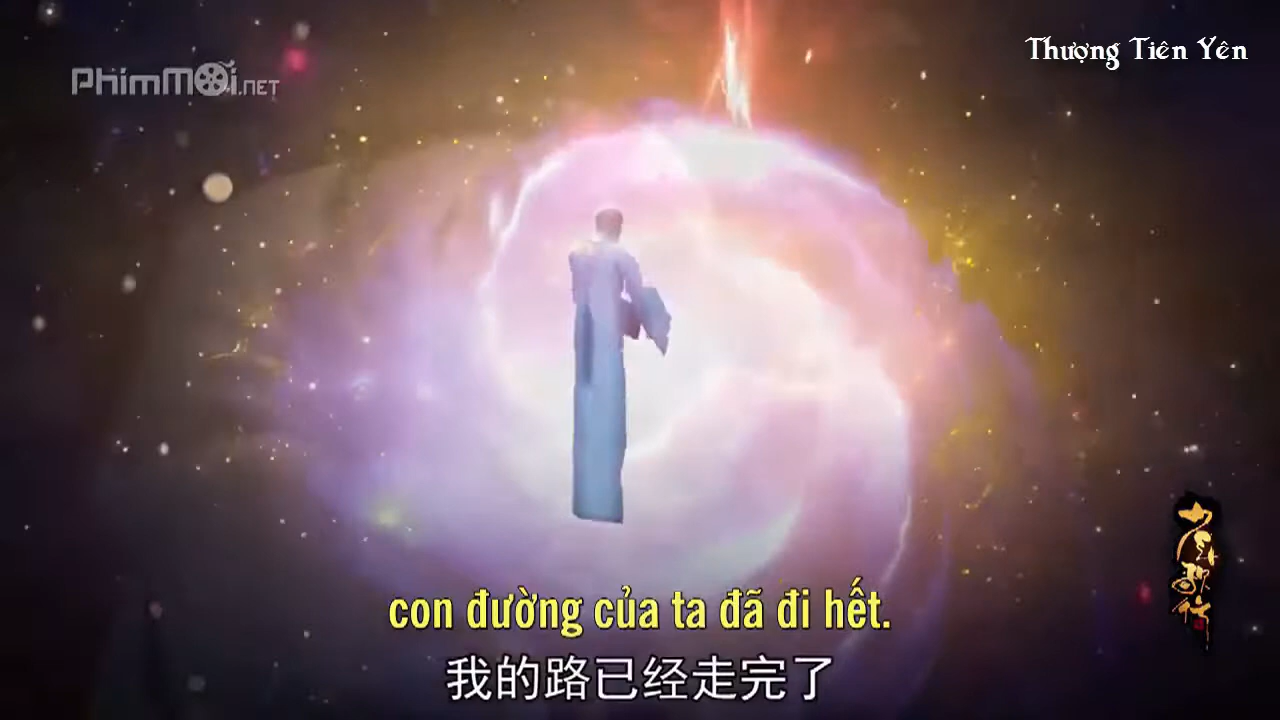 Thượng Tiên Yên
PhimMới.NET
con đường của ta đã đi hết.
我的路已经走完了